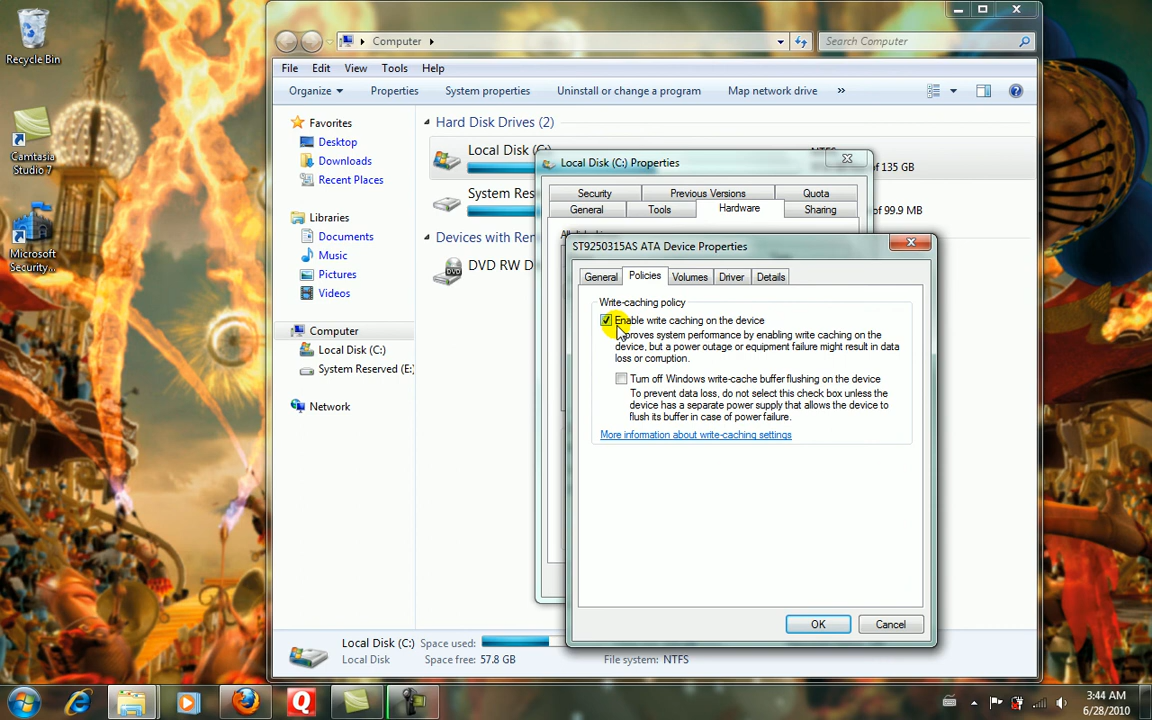 Recycle Bin
Camtasia
Studio 7
Microsoft
Security...
Computer
Search Computer
File Edit View Tools Help
Organize Properties System properties Uninstall or change a program Map network drive »
Favorites
Desktop
Downloads
Recent Places
Libraries
Documents
Music
Pictures
Videos
Computer
Local Disk (C:)
System Reserved (E:
Network
Hard Disk Drives (2)
Local Disk (C:)
of 135 GB
System Res
of 99.9 MB
Devices with Rem
DVD RW D
Local Disk (C:) Properties
Security Previous Versions Quota
General Tools Hardware Sharing
ST9250315AS ATA Device Properties
General Policies Volumes Driver Details
Write-caching policy
Enable write caching on the device
Improves system performance by enabling write caching on the
device, but a power outage or equipment failure might result in data
loss or corruption.
Turn off Windows write-cache buffer flushing on the device
To prevent data loss, do not select this check box unless the
device has a separate power supply that allows the device to
flush its buffer in case of power failure.
More information about write-caching settings
OK Cancel
Local Disk (C:) Space used:
Local Disk Space free: 57.8 GB File system: NTFS
3:44 AM
6/28/2010